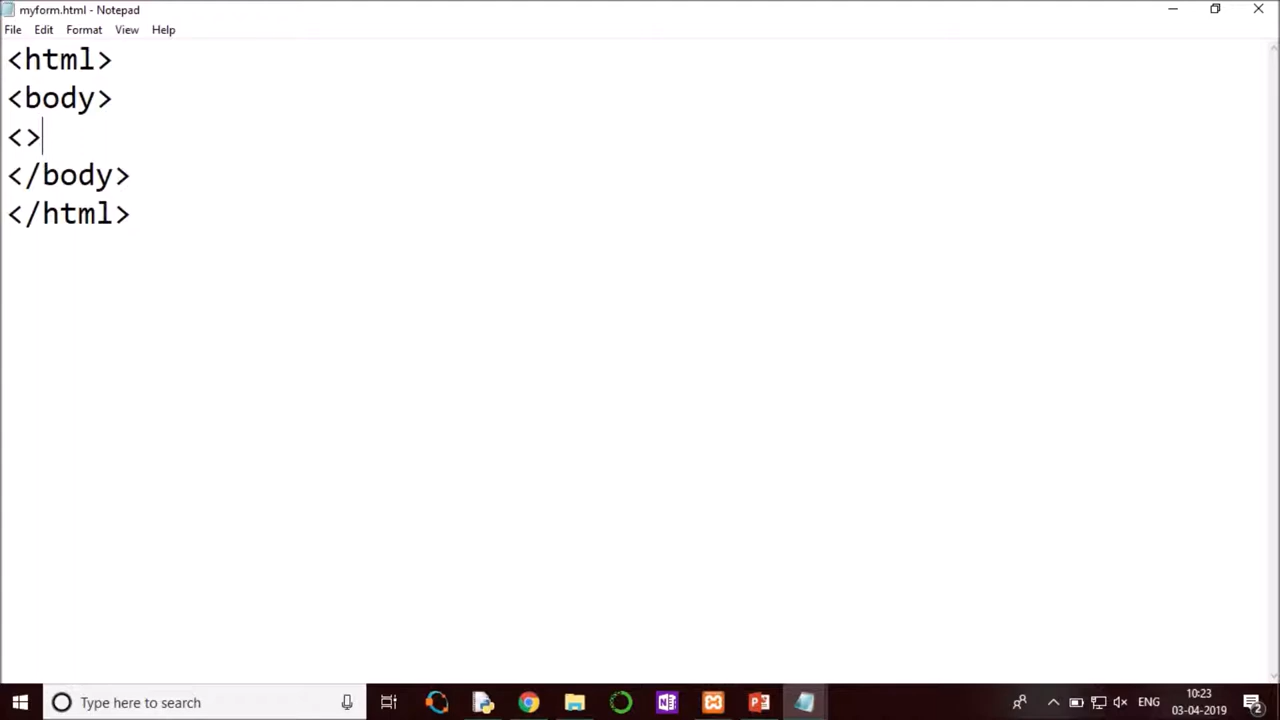 myform.html - Notepad
File Edit Format View Help
<html>
<body>
<>
</body>
</html>
Type here to search
ENG
10:23
03-04-2019
2